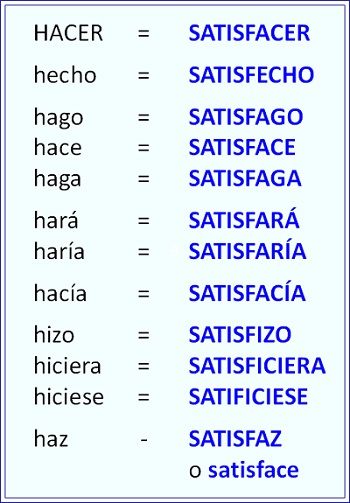 HACER = SATISFACER
hecho = SATISFECHO
hago = SATISFAGO
hace = SATISFACE
haga = SATISFAGA
hará = SATISFARÁ
haría = SATISFARÍA
hacía = SATISFACÍA
hizo = SATISFIZO
hiciera = SATISFICIERA
hiciese = SATIFICIESE
haz - SATISFAZ
o satisface